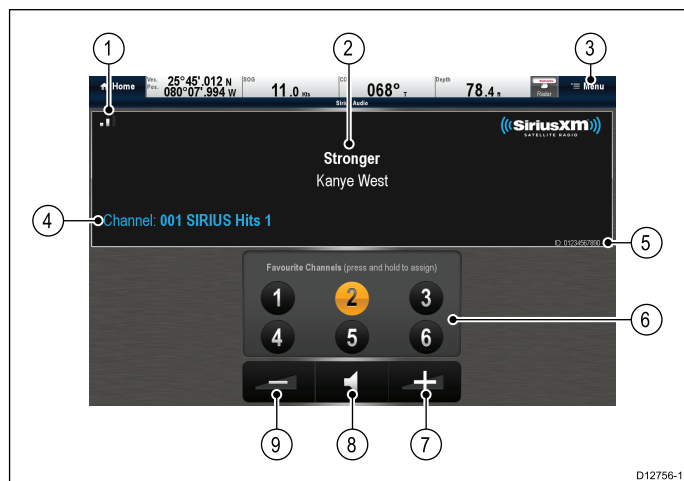 1 2 3
Home Ves. Pos. 25°45'.012 N 080°07'.994 W SOG 11.0 Kts 068° T Depth 78.4 ft Radar Menu
Sirius Audio
((SiriusXM))
SATELLITE RADIO
Stronger
Kanye West
4 Channel: 001 SIRIUS Hits 1
ID: 01234567890 5
Favourite Channels (press and hold to assign)
1 2 3
6
4 5 6
9 8 7
D12756-1